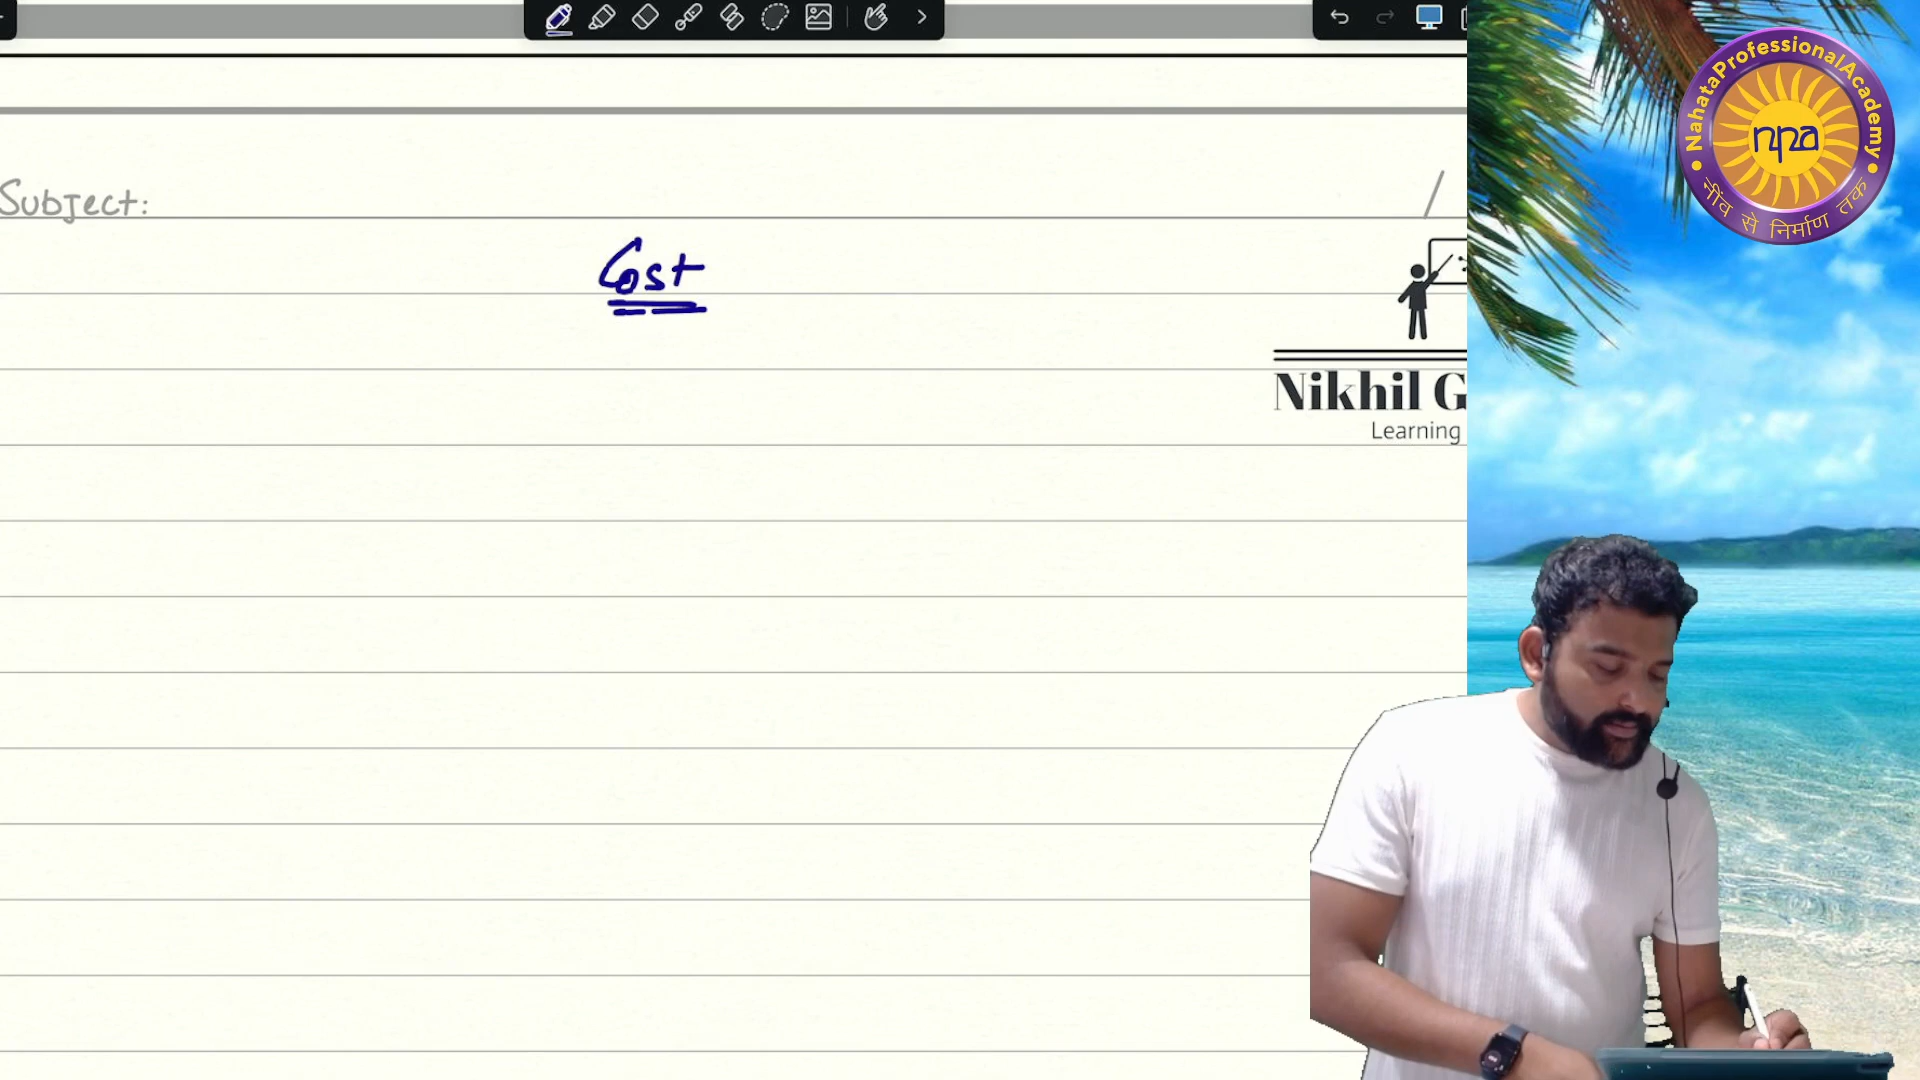 Subject:
/
Cost
Nikhil G
Learning
NahataProfessionalAcademy
npa
नींव से निर्माण तक